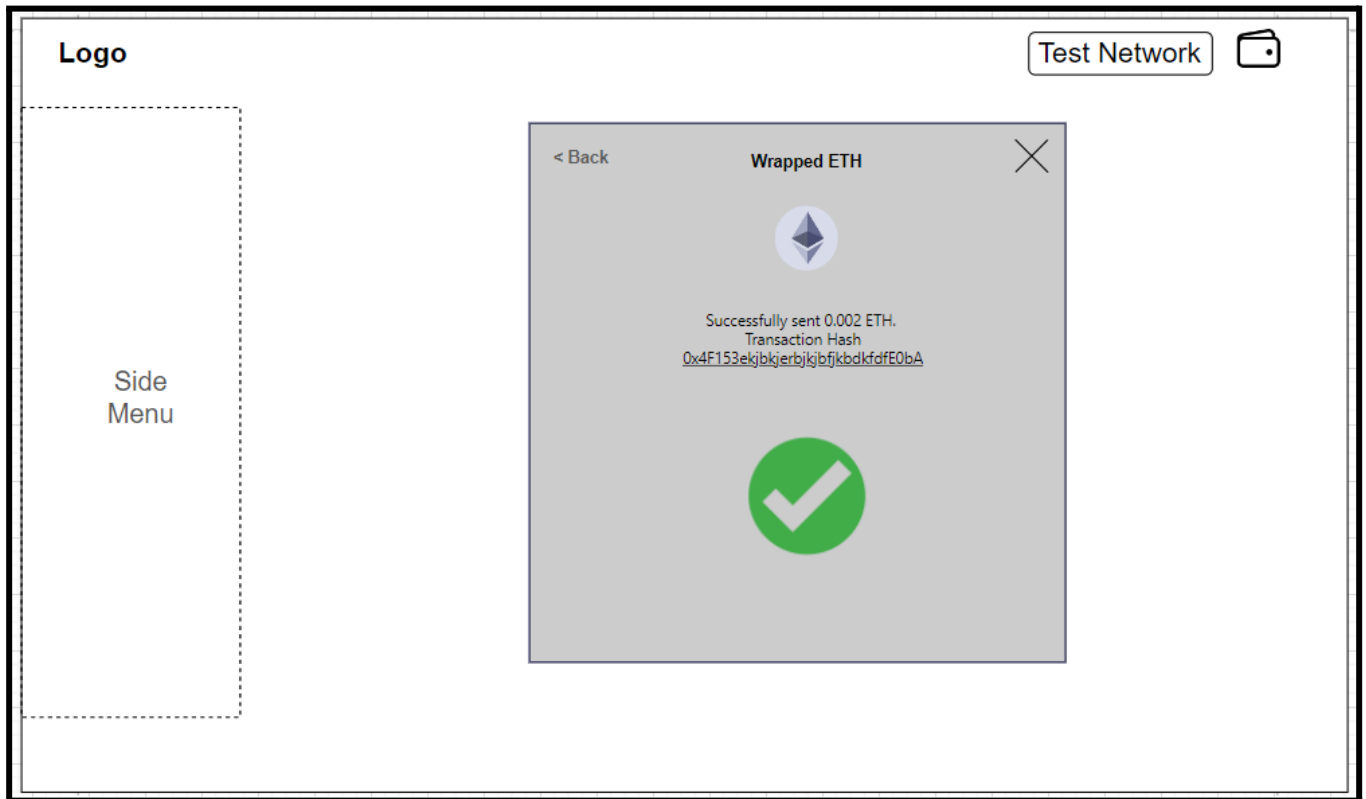 Logo
Test Network
< Back
Wrapped ETH
Successfully sent 0.002 ETH.
Transaction Hash
0x4F153ekjbkjerbjkjbfjkbdkfdfE0bA
Side
Menu